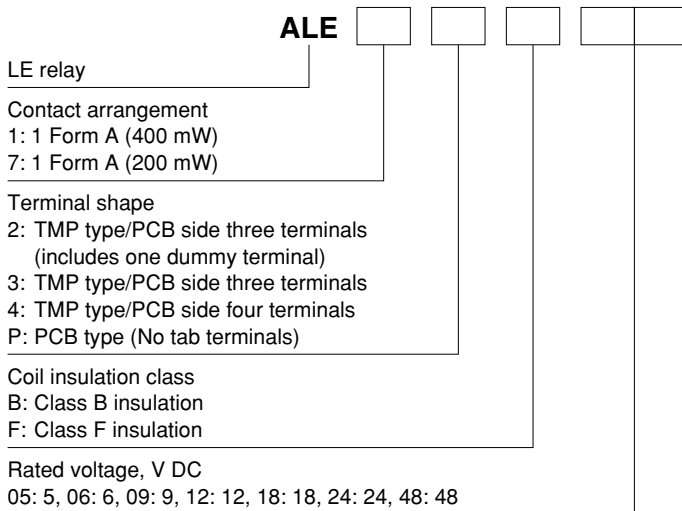 ALE
LE relay
Contact arrangement
1: 1 Form A (400 mW)
7: 1 Form A (200 mW)
Terminal shape
2: TMP type/PCB side three terminals
(includes one dummy terminal)
3: TMP type/PCB side three terminals
4: TMP type/PCB side four terminals
P: PCB type (No tab terminals)
Coil insulation class
B: Class B insulation
F: Class F insulation
Rated voltage, V DC
05: 5, 06: 6, 09: 9, 12: 12, 18: 18, 24: 24, 48: 48